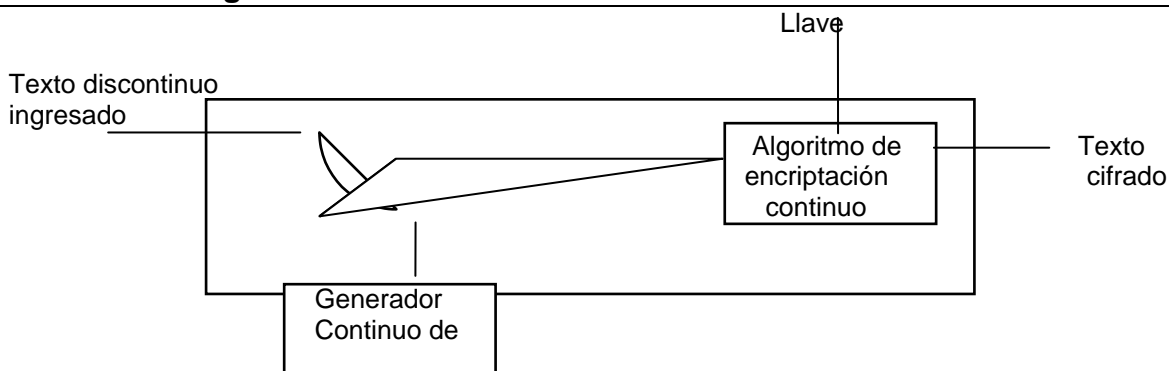 Llave
Texto discontinuo
ingresado
Algoritmo de
encriptación
continuo
Texto
cifrado
Generador
Continuo de